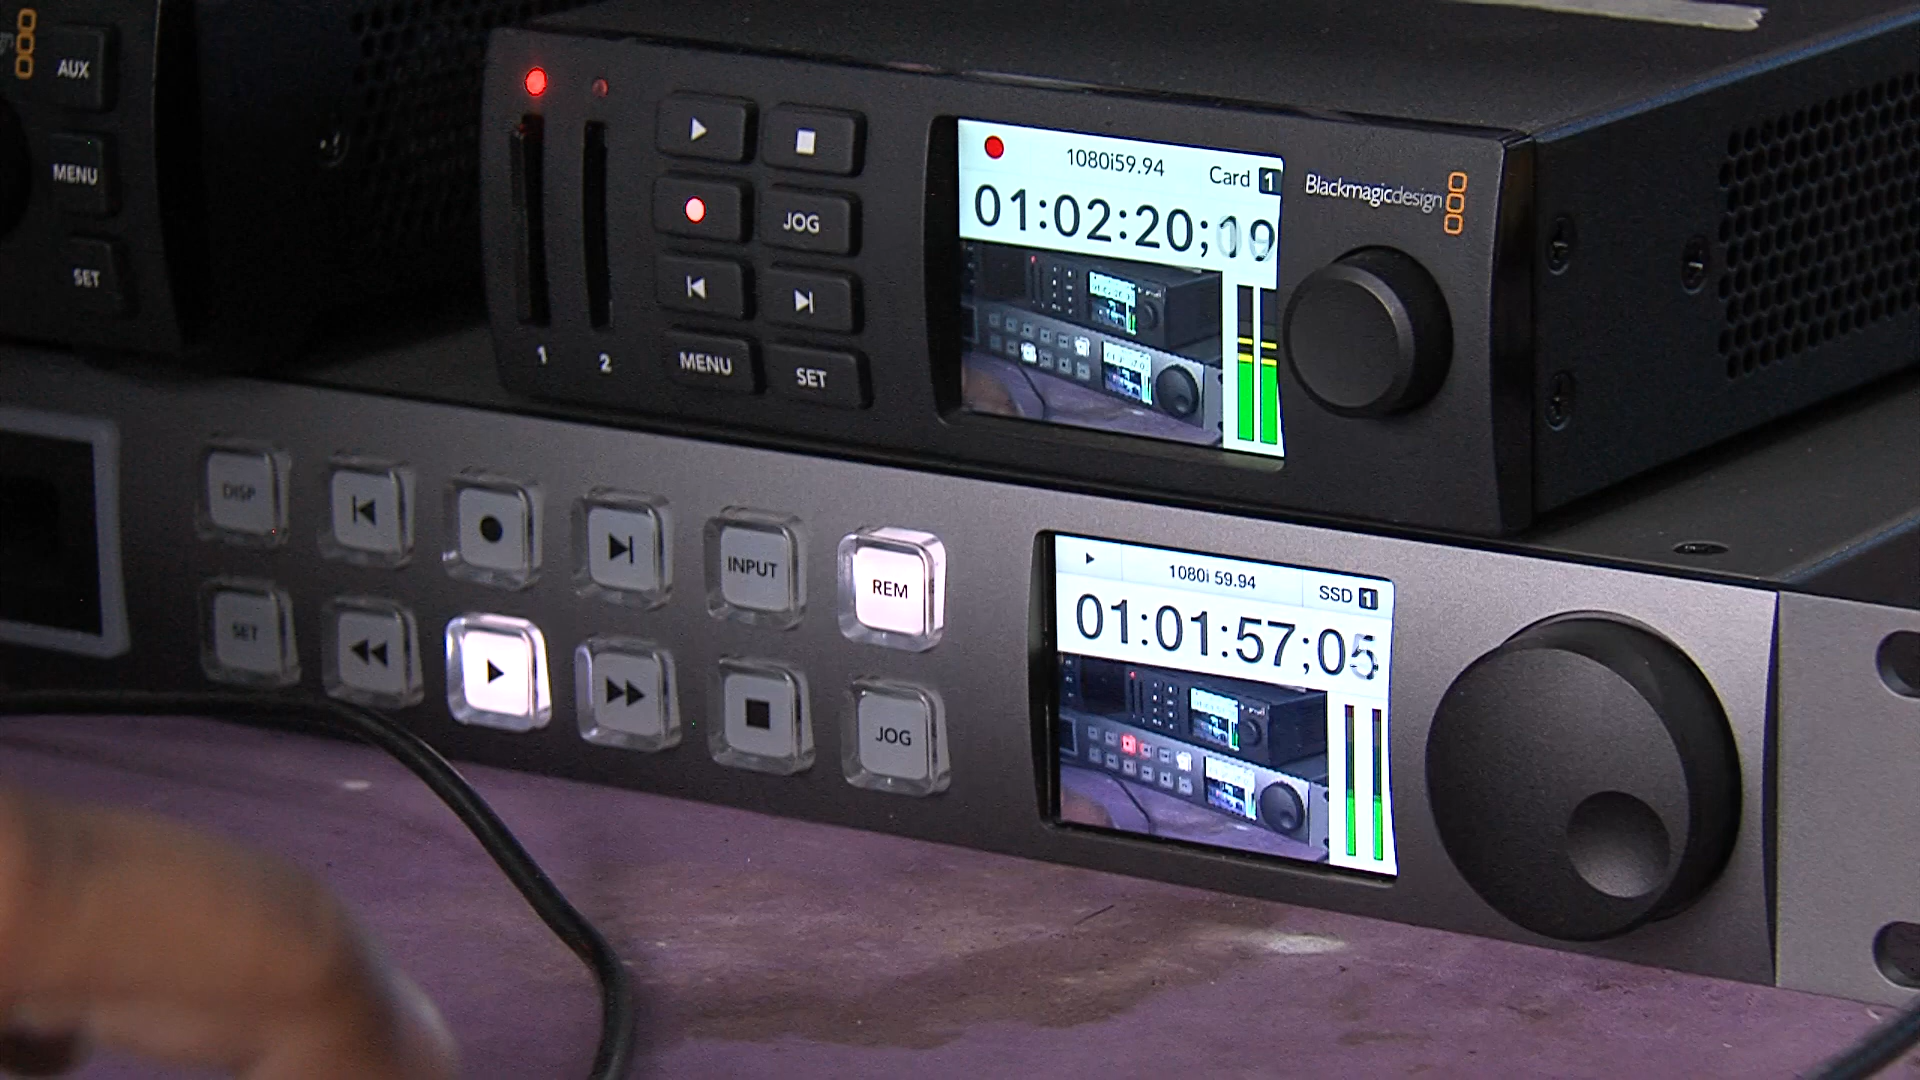 AUX
MENU
SET
1 2
JOG
MENU SET
1080i59.94
Card 1
01:02:20;19
Blackmagicdesign
DISP
INPUT
REM
SET
JOG
1080i 59.94
SSD 1
01:01:57;05